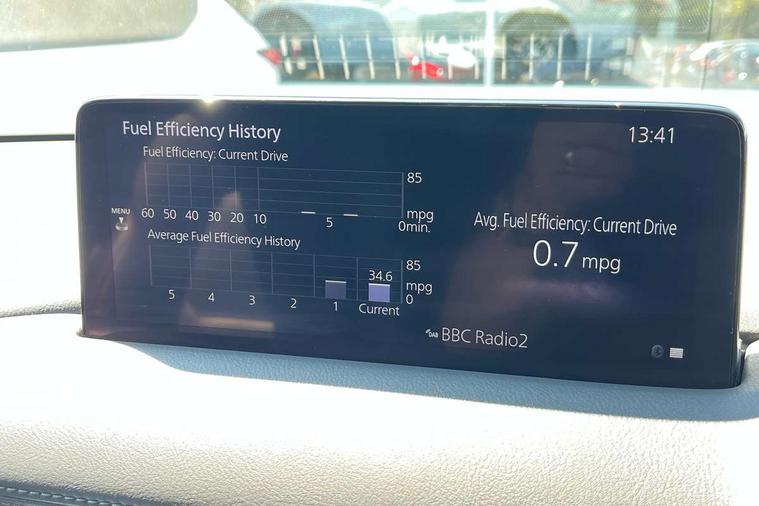 Fuel Efficiency History
13:41
Fuel Efficiency: Current Drive
85
MENU
60 50 40 30 20 10 5 0min.
mpg
Avg. Fuel Efficiency: Current Drive
0.7 mpg
Average Fuel Efficiency History
85
34.6
mpg
0
5 4 3 2 1 Current
DAB BBC Radio2